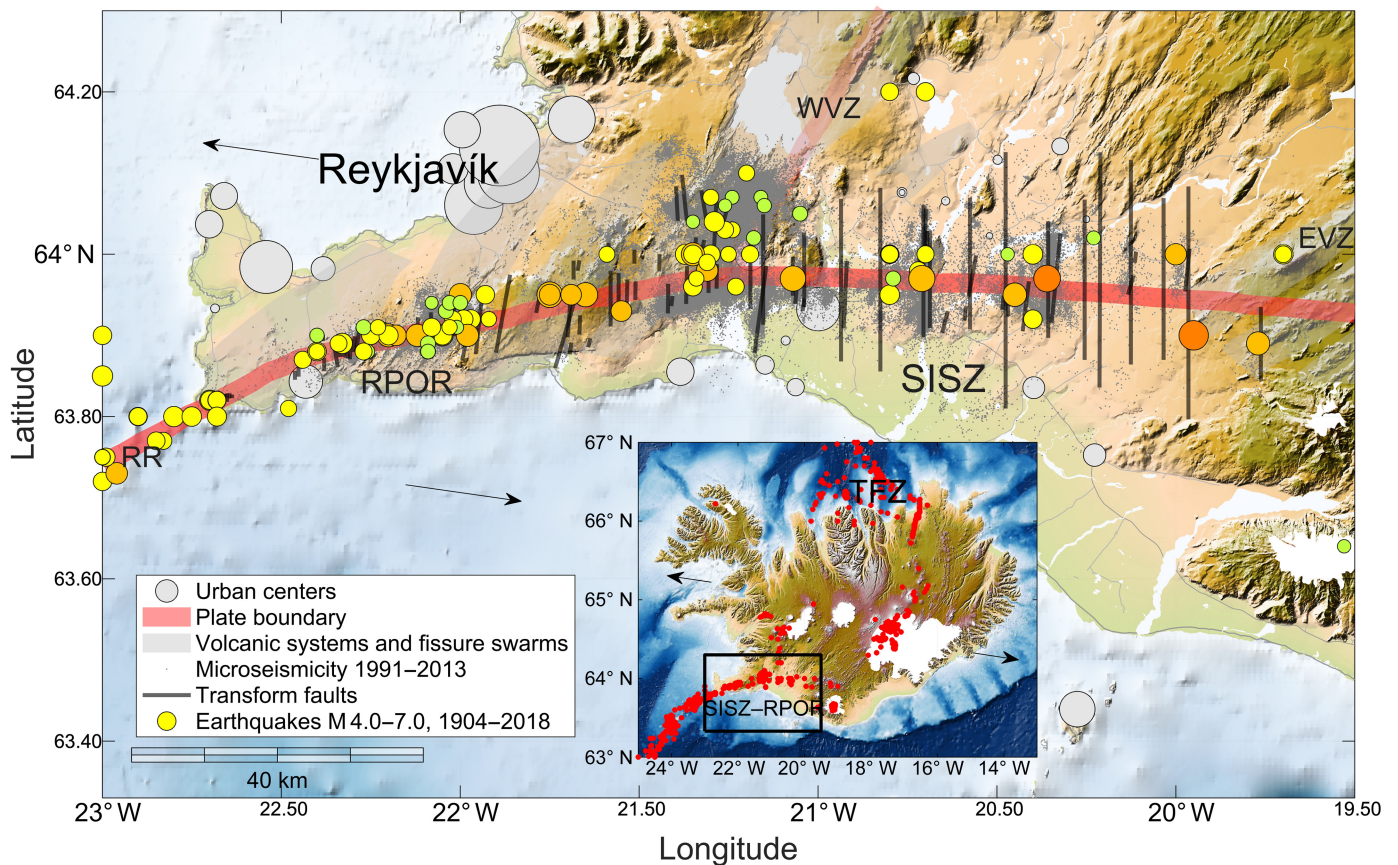 64.20
64° N
63.80
63.60
63.40
Latitude
WVZ
Reykjavík
EVZ
RPOR
SISZ
RR
Urban centers
Plate boundary
Volcanic systems and fissure swarms
Microseismicity 1991–2013
Transform faults
Earthquakes M 4.0–7.0, 1904–2018
40 km
67° N
66° N
65° N
64° N
63° N
TFZ
SISZ–RPOR
24° W 22° W 20° W 18° W 16° W 14° W
23° W 22.50 22° W 21.50 21° W 20.50 20° W 19.50
Longitude